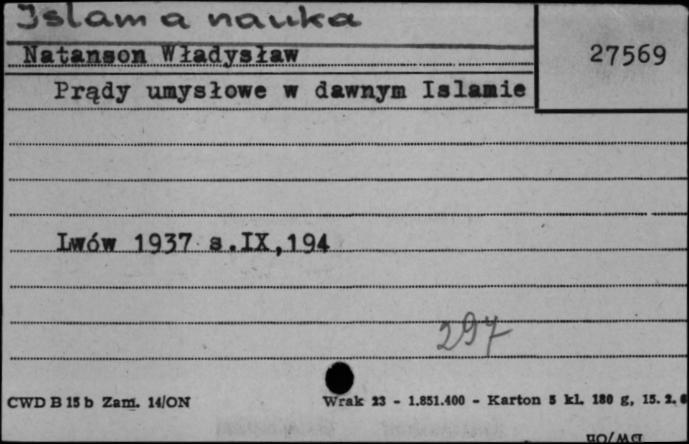 Islam a nauka
Natanson Władysław
27569
Prądy umysłowe w dawnym Islamie
Lwów 1937 s.IX,194
297
CWD B 15 b Zam. 14/ON
Wrak 23 - 1.851.400 - Karton 5 kl. 180 g, 15.2.6